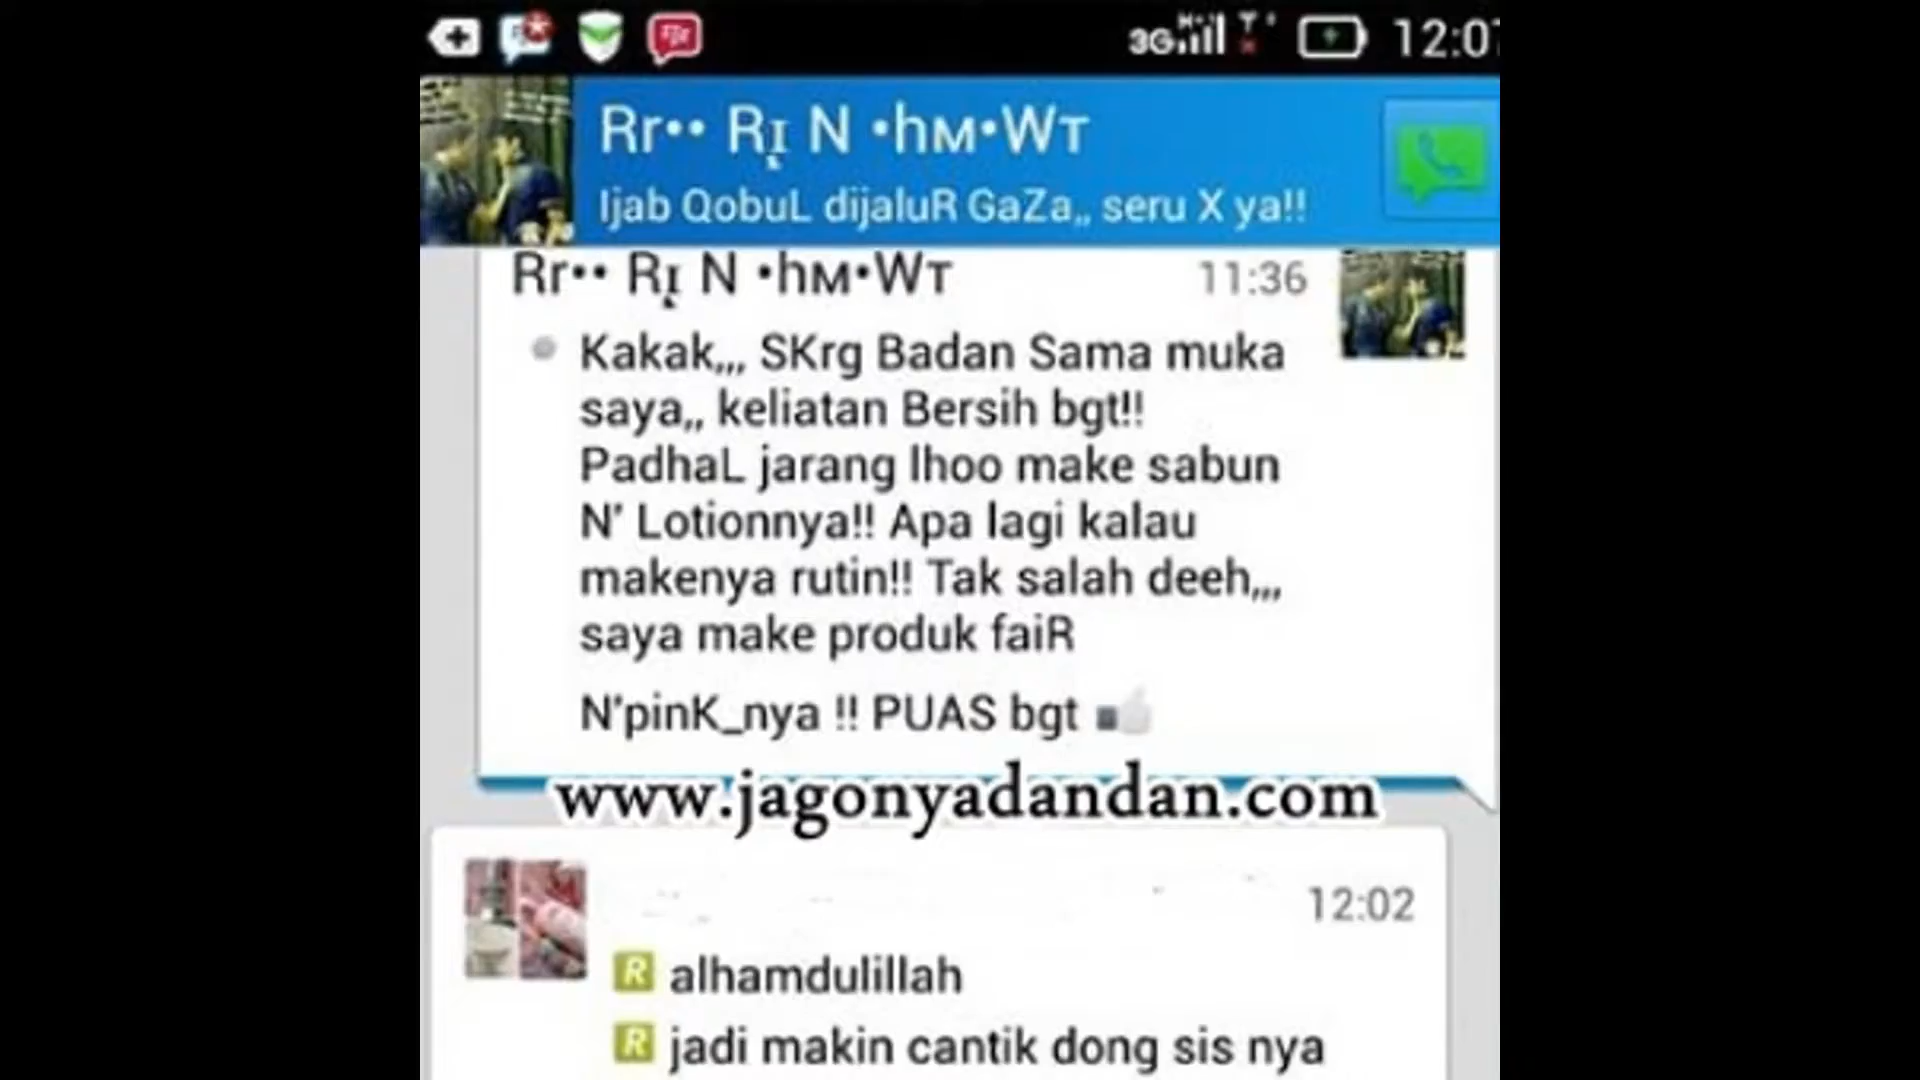 3G 12:07
Rr•• Rı̨ N •hм•Wт
Ijab QobuL dijaluR GaZa,, seru X ya!!
Rr•• Rı̨ N •hм•Wт 11:36
Kakak,,, SKrg Badan Sama muka
saya,, keliatan Bersih bgt!!
PadhaL jarang lhoo make sabun
N' Lotionnya!! Apa lagi kalau
makenya rutin!! Tak salah deeh,,,
saya make produk faiR
N'pinK_nya !! PUAS bgt
www.jagonyadandan.com
12:02
R alhamdulillah
R jadi makin cantik dong sis nya